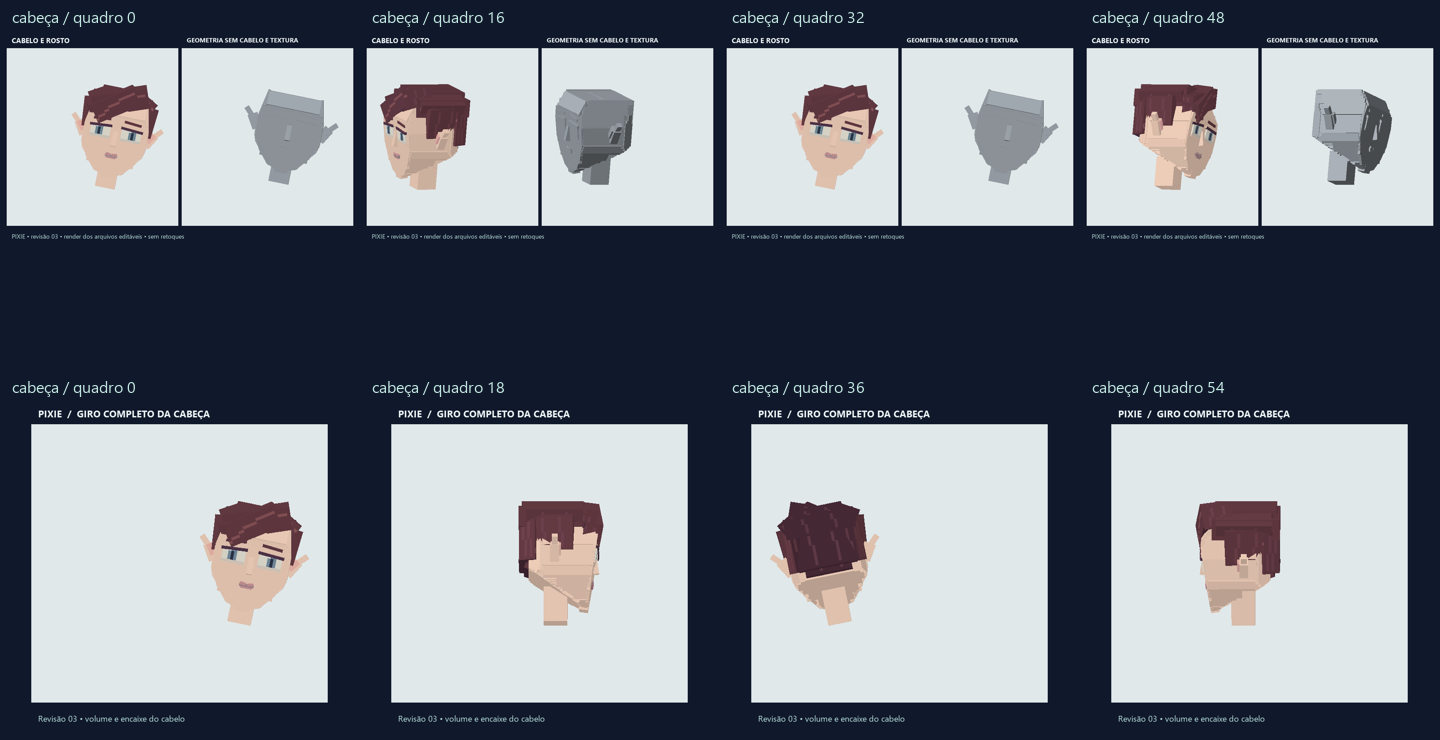 cabeça / quadro 0
CABELO E ROSTO
GEOMETRIA SEM CABELO E TEXTURA
PIXIE • revisão 03 • render dos arquivos editáveis • sem retoques
cabeça / quadro 16
CABELO E ROSTO
GEOMETRIA SEM CABELO E TEXTURA
PIXIE • revisão 03 • render dos arquivos editáveis • sem retoques
cabeça / quadro 32
CABELO E ROSTO
GEOMETRIA SEM CABELO E TEXTURA
PIXIE • revisão 03 • render dos arquivos editáveis • sem retoques
cabeça / quadro 48
CABELO E ROSTO
GEOMETRIA SEM CABELO E TEXTURA
PIXIE • revisão 03 • render dos arquivos editáveis • sem retoques
cabeça / quadro 0
PIXIE / GIRO COMPLETO DA CABEÇA
Revisão 03 • volume e encaixe do cabelo
cabeça / quadro 18
PIXIE / GIRO COMPLETO DA CABEÇA
Revisão 03 • volume e encaixe do cabelo
cabeça / quadro 36
PIXIE / GIRO COMPLETO DA CABEÇA
Revisão 03 • volume e encaixe do cabelo
cabeça / quadro 54
PIXIE / GIRO COMPLETO DA CABEÇA
Revisão 03 • volume e encaixe do cabelo